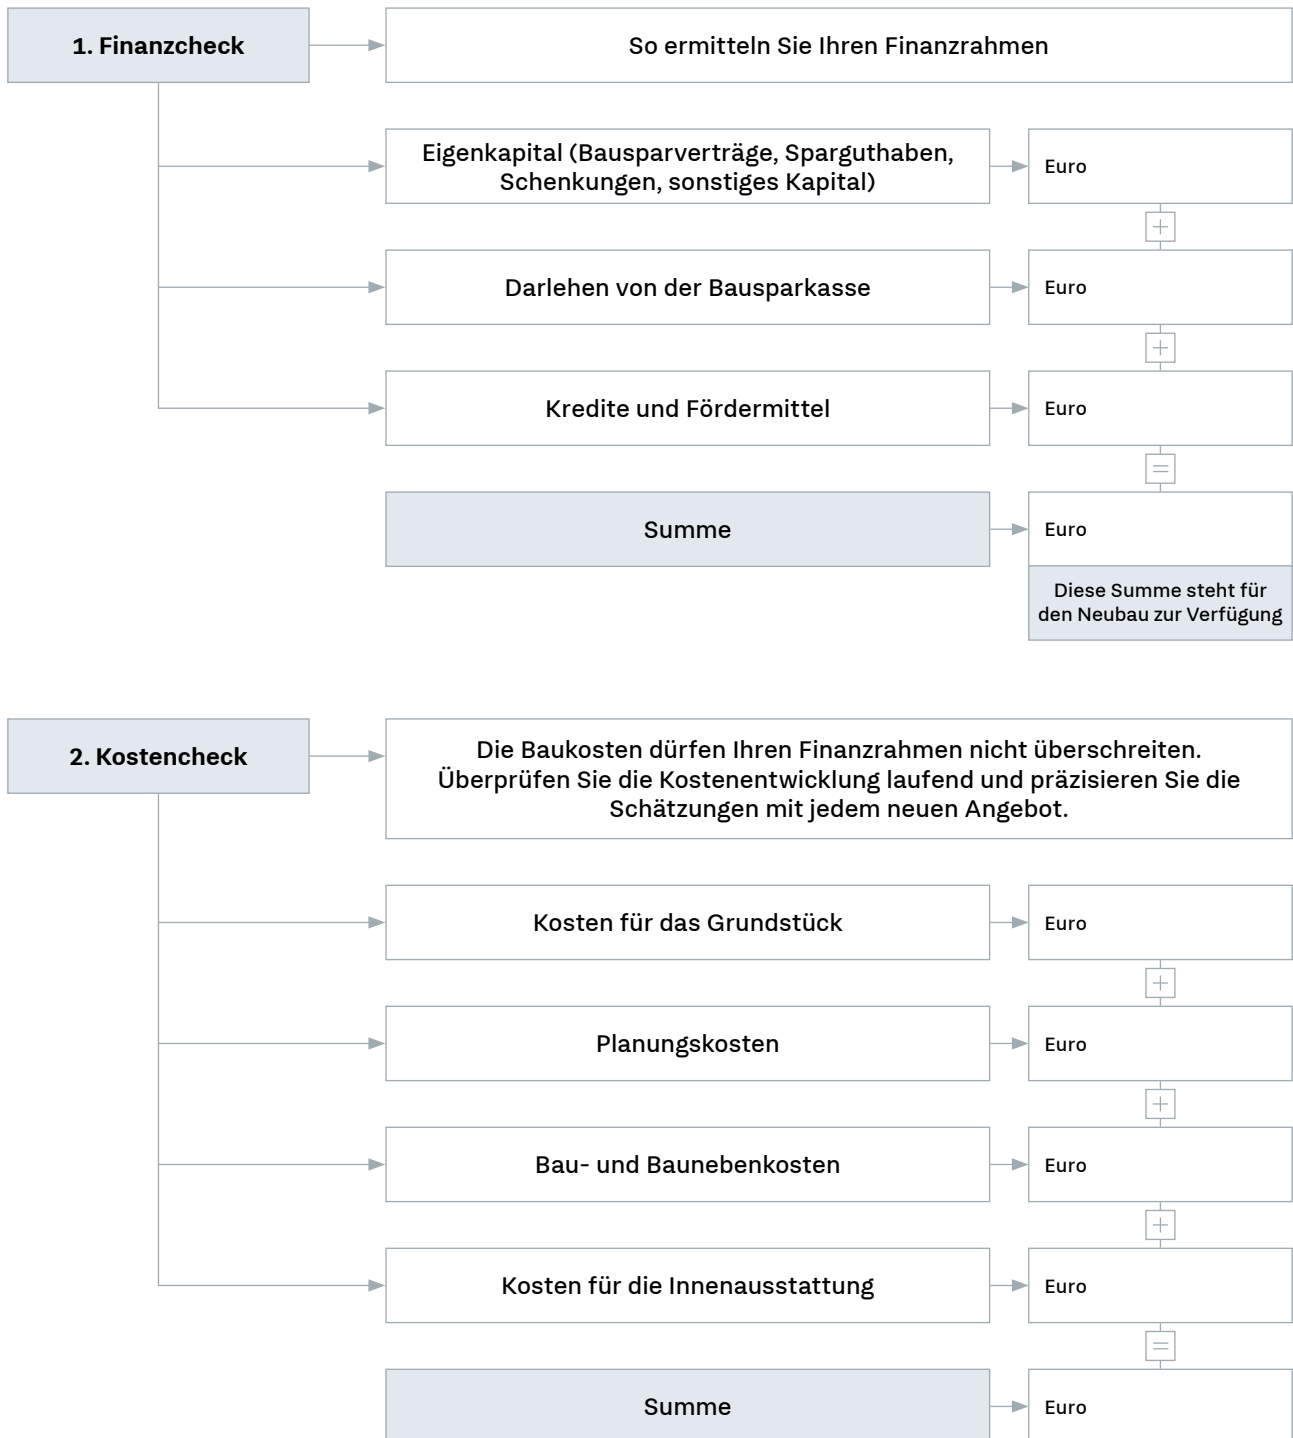 1. Finanzcheck
So ermitteln Sie Ihren Finanzrahmen
Eigenkapital (Bausparverträge, Sparguthaben,
Schenkungen, sonstiges Kapital)
Euro
+
Darlehen von der Bausparkasse
Euro
+
Kredite und Fördermittel
Euro
=
Summe
Euro
Diese Summe steht für
den Neubau zur Verfügung
2. Kostencheck
Die Baukosten dürfen Ihren Finanzrahmen nicht überschreiten.
Überprüfen Sie die Kostenentwicklung laufend und präzisieren Sie die
Schätzungen mit jedem neuen Angebot.
Kosten für das Grundstück
Euro
+
Planungskosten
Euro
+
Bau- und Baunebenkosten
Euro
+
Kosten für die Innenausstattung
Euro
=
Summe
Euro